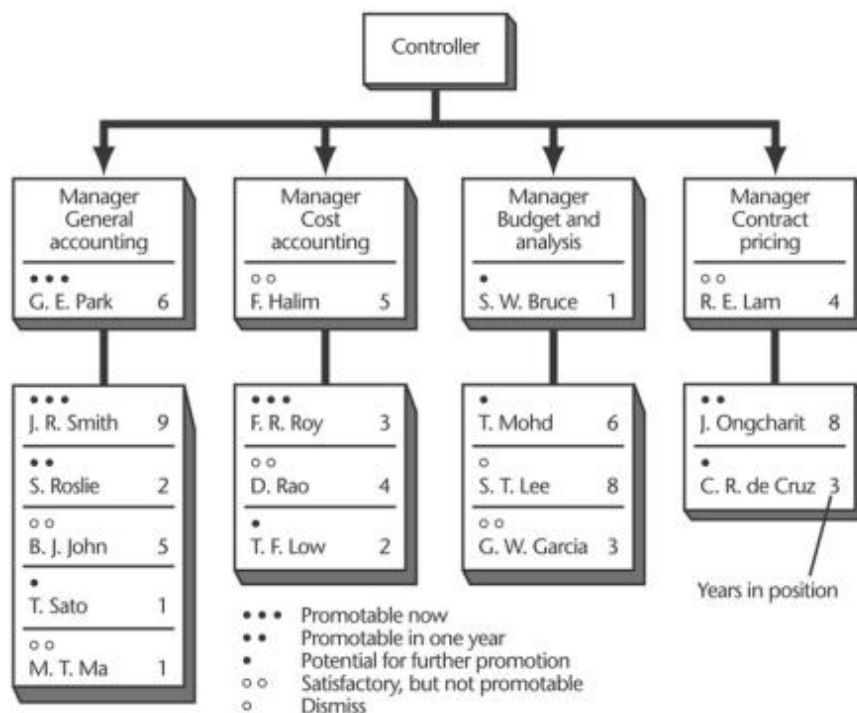 Controller
Manager
General
accounting
● ● ●
G. E. Park 6
Manager
Cost
accounting
○ ○
F. Halim 5
Manager
Budget and
analysis
●
S. W. Bruce 1
Manager
Contract
pricing
○ ○
R. E. Lam 4
● ● ●
J. R. Smith 9
● ●
S. Roslie 2
○ ○
B. J. John 5
●
T. Sato 1
○ ○
M. T. Ma 1
● ● ●
F. R. Roy 3
○ ○
D. Rao 4
●
T. F. Low 2
●
T. Mohd 6
○
S. T. Lee 8
○ ○
G. W. Garcia 3
● ●
J. Ongcharit 8
●
C. R. de Cruz 3
Years in position
● ● ● Promotable now
● ● Promotable in one year
● Potential for further promotion
○ ○ Satisfactory, but not promotable
○ Dismiss